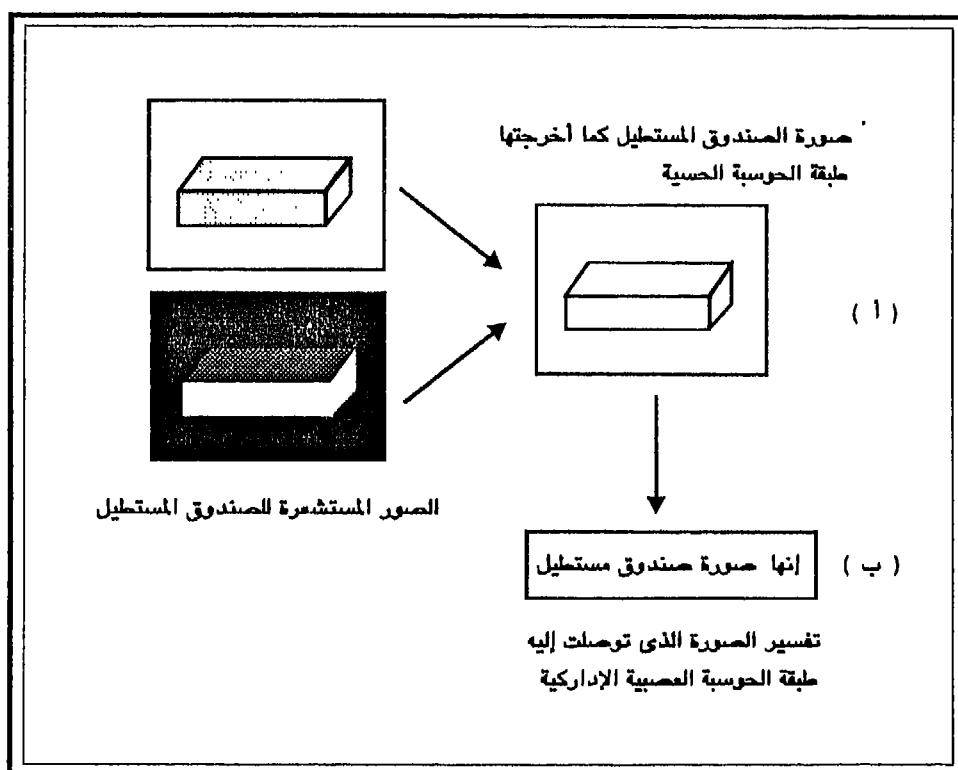 صورة الصندوق المستطيل كما أخرجتها
طبقة الحوسبة الحسية
( أ )
الصور المستشعرة للصندوق المستطيل
إنها صورة صندوق مستطيل
( ب )
تفسير الصورة الذى توصلت إليه
طبقة الحوسبة العصبية الإداركية